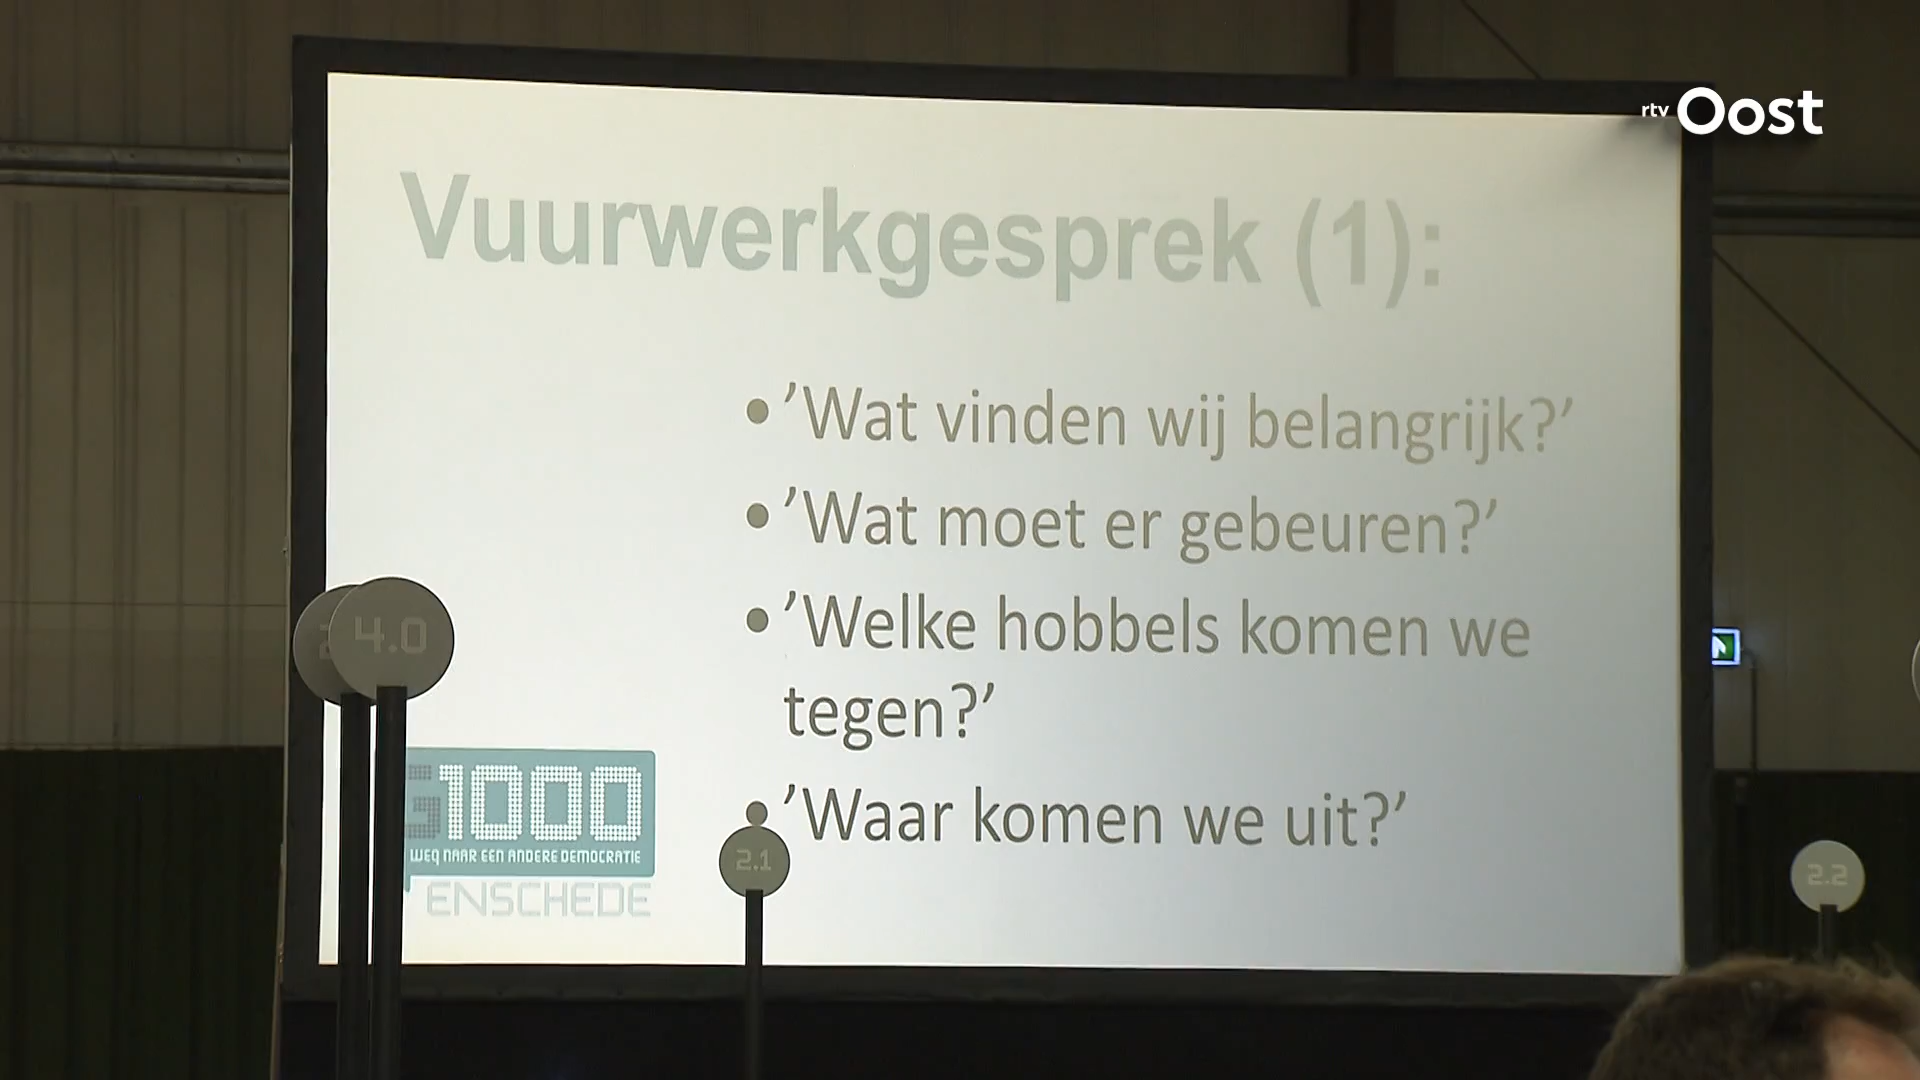 rtv Oost
Vuurwerkgesprek (1):
• ’Wat vinden wij belangrijk?’
• ’Wat moet er gebeuren?’
• ’Welke hobbels komen we
tegen?’
• ’Waar komen we uit?’
4.0
G1000
WEG NAAR EEN ANDERE DEMOCRATIE
ENSCHEDE
2.1
2.2